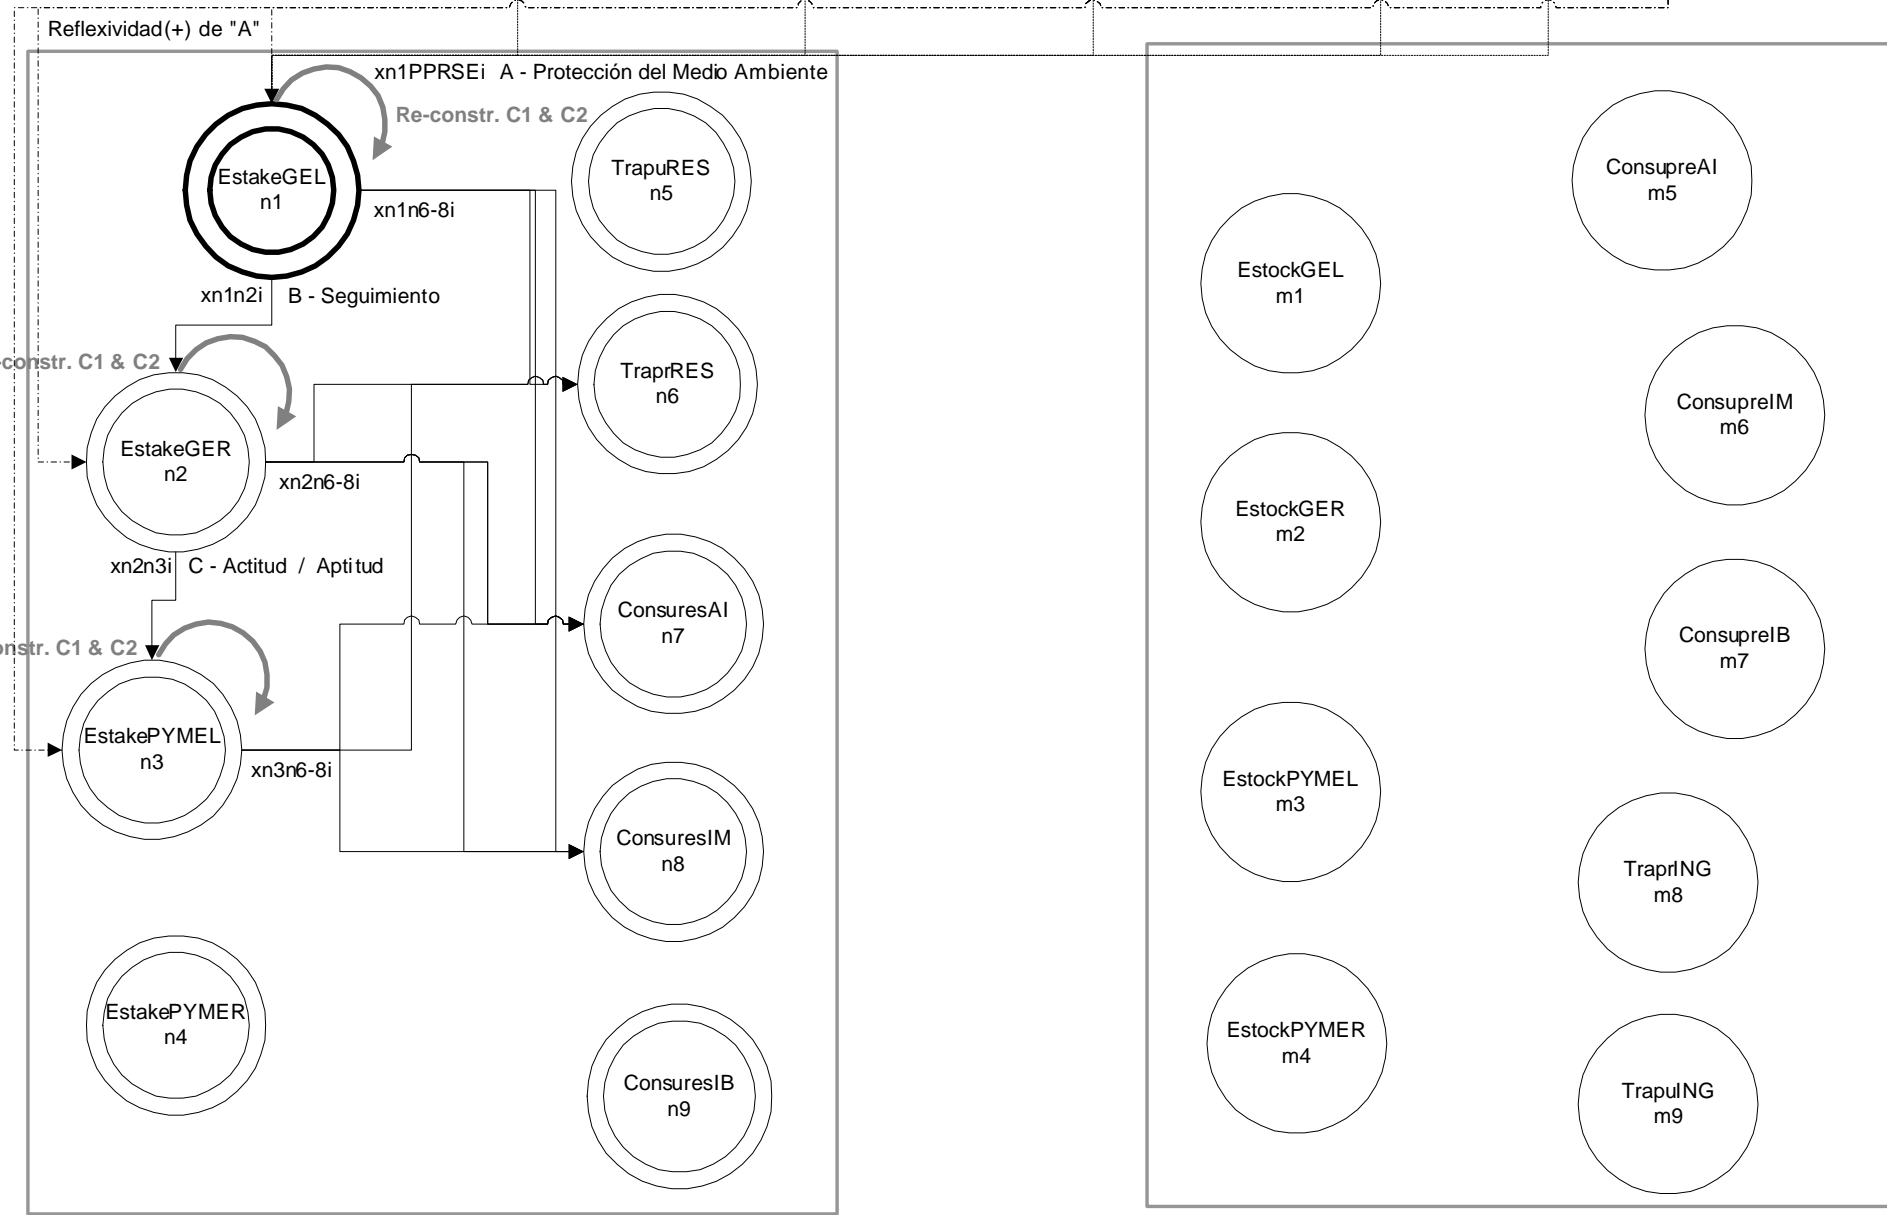 Reflexividad(+) de "A"
xn1PPRSEi A - Protección del Medio Ambiente
Re-constr. C1 & C2
EstakeGEL
n1
xn1n6-8i
TrapuRES
n5
xn1n2i B - Seguimiento
-constr. C1 & C2
TraprRES
n6
EstakeGER
n2
xn2n6-8i
xn2n3i C - Actitud / Aptitud
ConsuresAI
n7
onstr. C1 & C2
EstakePYMEL
n3
xn3n6-8i
ConsuresIM
n8
EstakePYMER
n4
ConsuresIB
n9
ConsupreAI
m5
EstockGEL
m1
ConsupreIM
m6
EstockGER
m2
ConsupreIB
m7
EstockPYMEL
m3
TraprING
m8
EstockPYMER
m4
TrapuING
m9